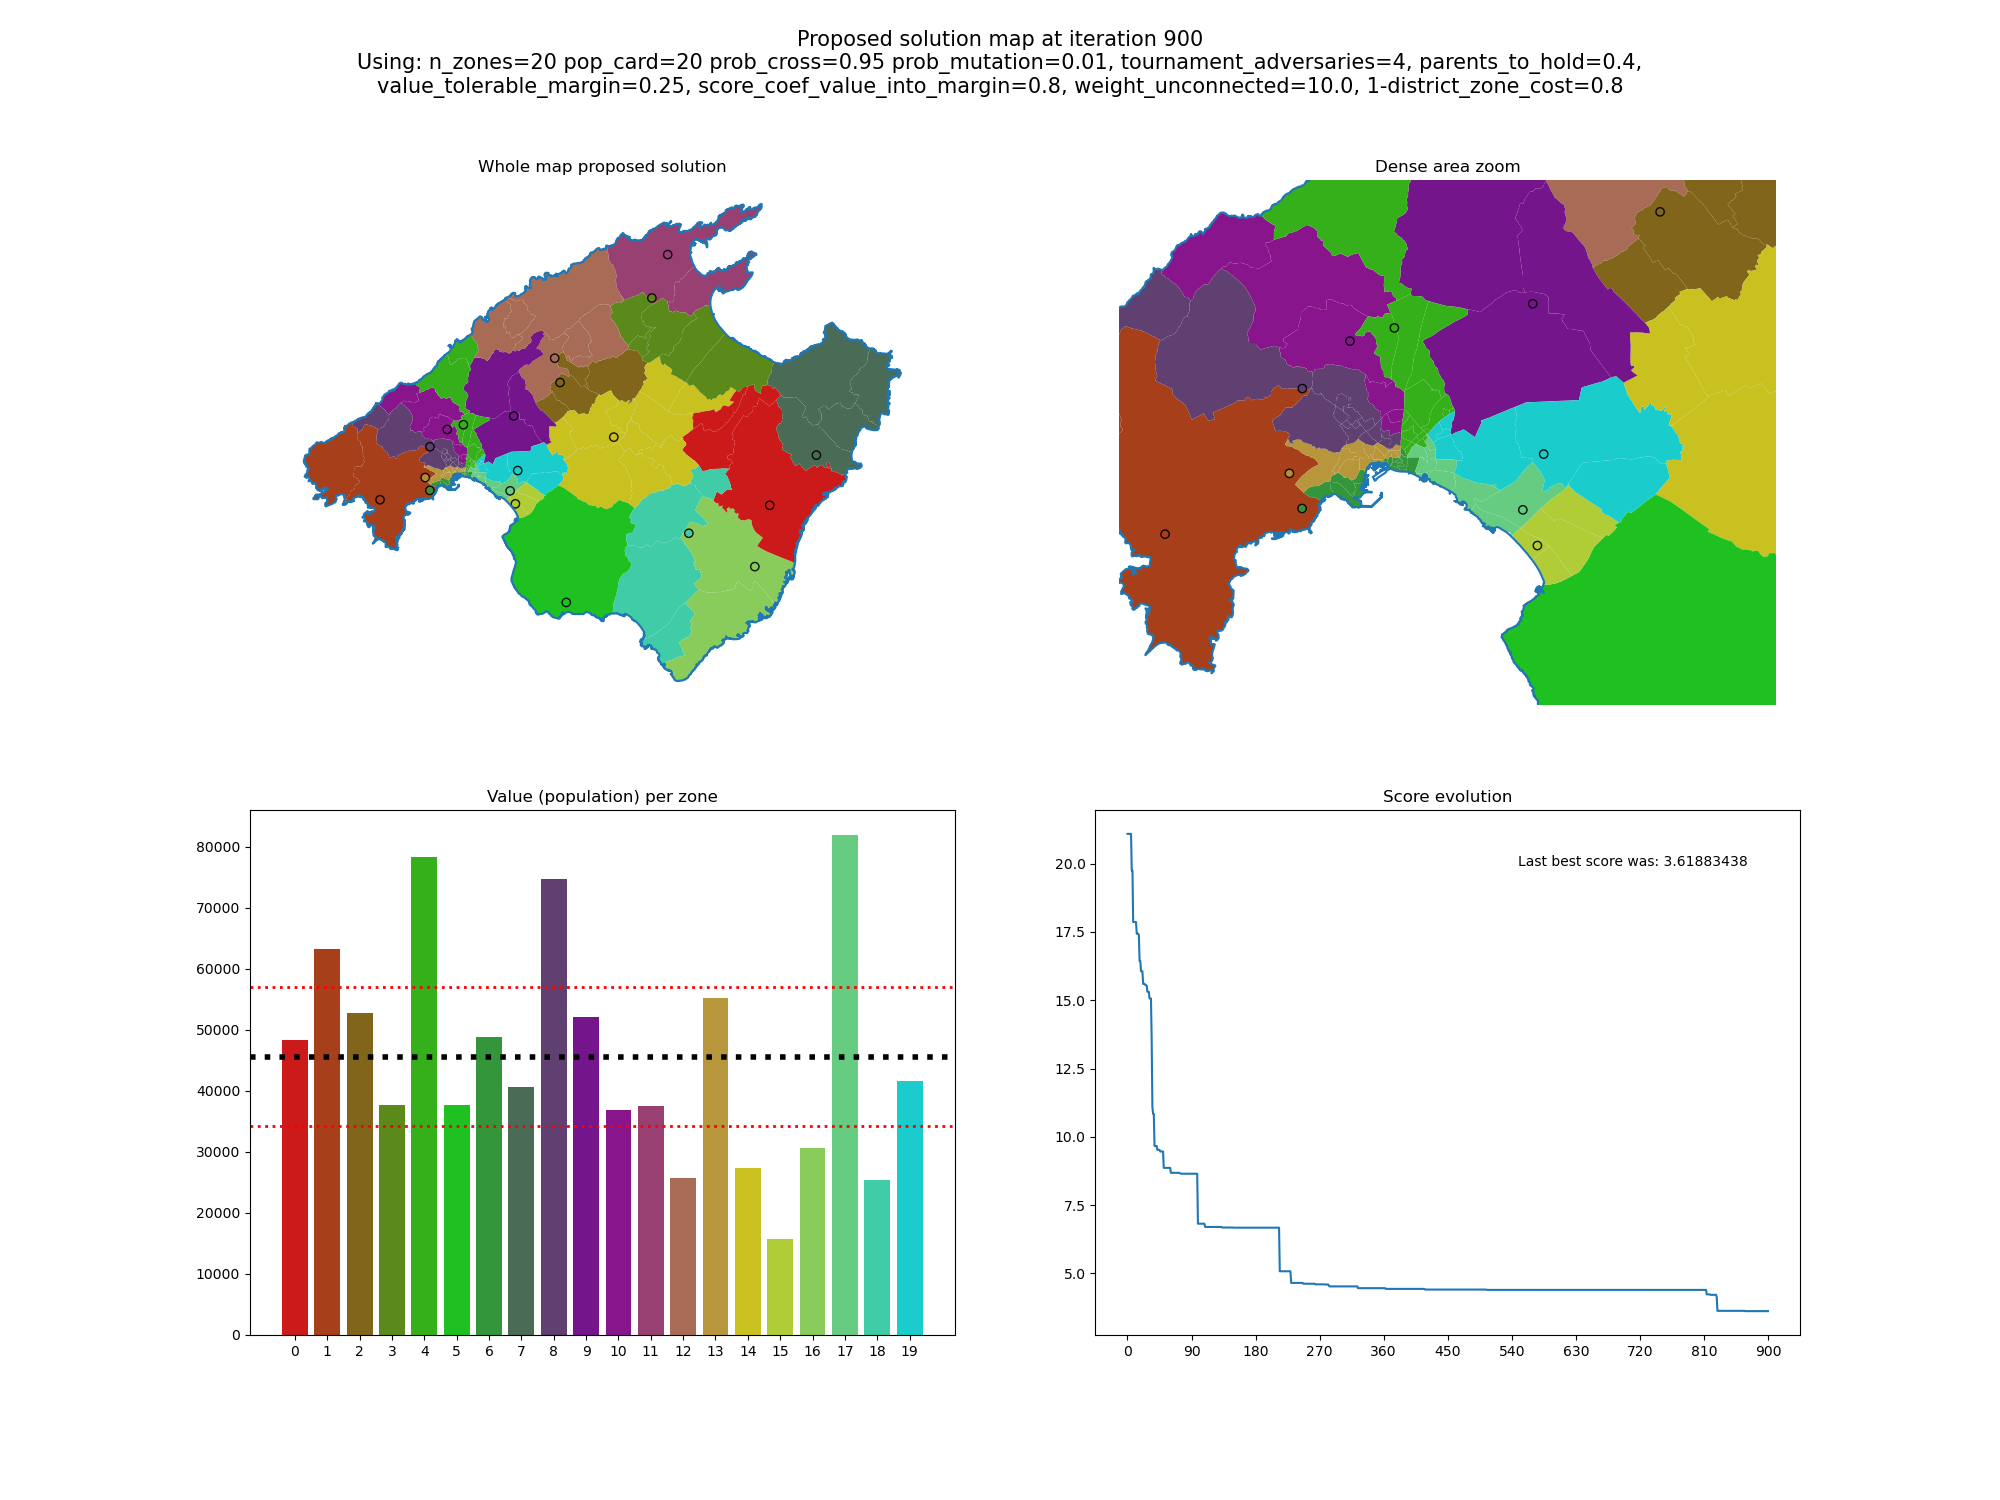 Proposed solution map at iteration 900
Using: n_zones=20 pop_card=20 prob_cross=0.95 prob_mutation=0.01, tournament_adversaries=4, parents_to_hold=0.4,
value_tolerable_margin=0.25, score_coef_value_into_margin=0.8, weight_unconnected=10.0, 1-district_zone_cost=0.8
Whole map proposed solution
Dense area zoom
Value (population) per zone
80000
70000
60000
50000
40000
30000
20000
10000
0
0 1 2 3 4 5 6 7 8 9 10 11 12 13 14 15 16 17 18 19
Score evolution
Last best score was: 3.61883438
20.0
17.5
15.0
12.5
10.0
7.5
5.0
0 90 180 270 360 450 540 630 720 810 900